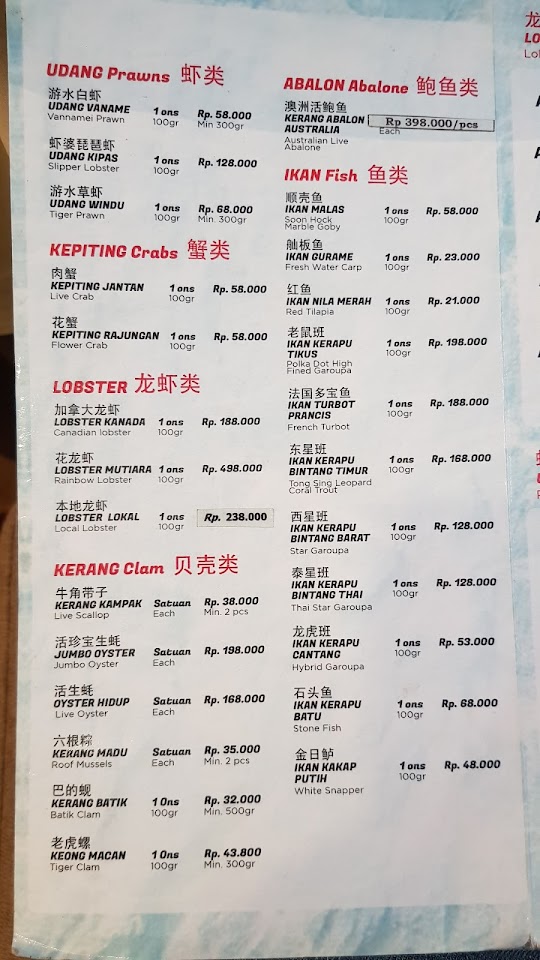 UDANG Prawns 虾类
游水白虾
UDANG VANAME 1 ons Rp. 58.000
Vannamei Prawn 100gr Min 300gr
虾婆琵琶虾
UDANG KIPAS 1 ons Rp. 128.000
Slipper Lobster 100gr
游水草虾
UDANG WINDU 1 ons Rp. 68.000
Tiger Prawn 100gr Min. 300gr
KEPITING Crabs 蟹类
肉蟹
KEPITING JANTAN 1 ons Rp. 58.000
Live Crab 100gr
花蟹
KEPITING RAJUNGAN 1 ons Rp. 58.000
Flower Crab 100gr
LOBSTER 龙虾类
加拿大龙虾
LOBSTER KANADA 1 ons Rp. 188.000
Canadian lobster 100gr
花龙虾
LOBSTER MUTIARA 1 ons Rp. 498.000
Rainbow Lobster 100gr
本地龙虾
LOBSTER LOKAL 1 ons Rp. 238.000
Local Lobster 100gr
KERANG Clam 贝壳类
牛角带子
KERANG KAMPAK Satuan Rp. 38.000
Live Scallop Each Min. 2 pcs
活珍宝生蚝
JUMBO OYSTER Satuan Rp. 198.000
Jumbo Oyster Each
活生蚝
OYSTER HIDUP Satuan Rp. 168.000
Live Oyster Each
六根粽
KERANG MADU Satuan Rp. 35.000
Roof Mussels Each Min. 2 pcs
巴的蚬
KERANG BATIK 1 Ons Rp. 32.000
Batik Clam 100gr Min. 500gr
老虎螺
KEONG MACAN 1 Ons Rp. 43.800
Tiger Clam 100gr Min. 300gr
ABALON Abalone 鲍鱼类
澳洲活鲍鱼
KERANG ABALON Rp 398.000/pcs
AUSTRALIA Each
Australian Live
Abalone
IKAN Fish 鱼类
顺壳鱼
IKAN MALAS 1 ons Rp. 58.000
Soon Hock 100gr
Marble Goby
舢板鱼
IKAN GURAME 1 ons Rp. 23.000
Fresh Water Carp 100gr
红鱼
IKAN NILA MERAH 1 ons Rp. 21.000
Red Tilapia 100gr
老鼠班
IKAN KERAPU 1 ons Rp. 198.000
TIKUS 100gr
Polka Dot High
Fined Garoupa
法国多宝鱼
IKAN TURBOT 1 ons Rp. 188.000
PRANCIS 100gr
French Turbot
东星班
IKAN KERAPU 1 ons Rp. 168.000
BINTANG TIMUR 100gr
Tong Sing Leopard
Coral Trout
西星班
IKAN KERAPU 1 ons Rp. 128.000
BINTANG BARAT 100gr
Star Garoupa
泰星班
IKAN KERAPU 1 ons Rp. 128.000
BINTANG THAI 100gr
Thai Star Garoupa
龙虎班
IKAN KERAPU 1 ons Rp. 53.000
CANTANG 100gr
Hybrid Garoupa
石头鱼
IKAN KERAPU 1 ons Rp. 68.000
BATU 100gr
Stone Fish
金日鲈
IKAN KAKAP 1 ons Rp. 48.000
PUTIH 100gr
White Snapper